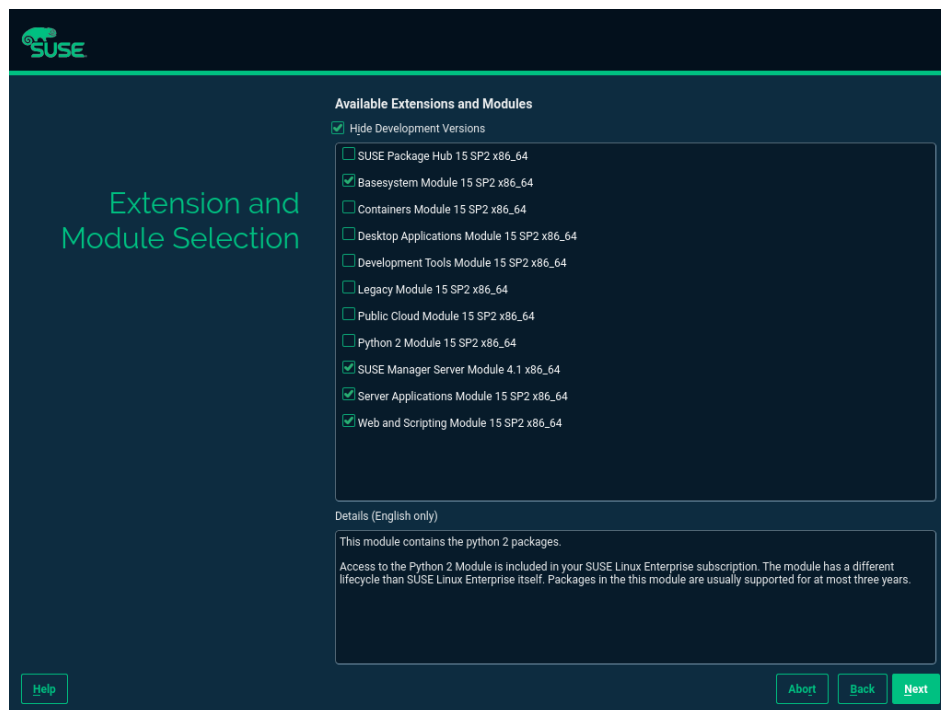 SUSE
Available Extensions and Modules
Hide Development Versions
Extension and
Module Selection
SUSE Package Hub 15 SP2 x86_64
Basesystem Module 15 SP2 x86_64
Containers Module 15 SP2 x86_64
Desktop Applications Module 15 SP2 x86_64
Development Tools Module 15 SP2 x86_64
Legacy Module 15 SP2 x86_64
Public Cloud Module 15 SP2 x86_64
Python 2 Module 15 SP2 x86_64
SUSE Manager Server Module 4.1 x86_64
Server Applications Module 15 SP2 x86_64
Web and Scripting Module 15 SP2 x86_64
Details (English only)
This module contains the python 2 packages.
Access to the Python 2 Module is included in your SUSE Linux Enterprise subscription. The module has a different
lifecycle than SUSE Linux Enterprise itself. Packages in the this module are usually supported for at most three years.
Help
Abort
Back
Next